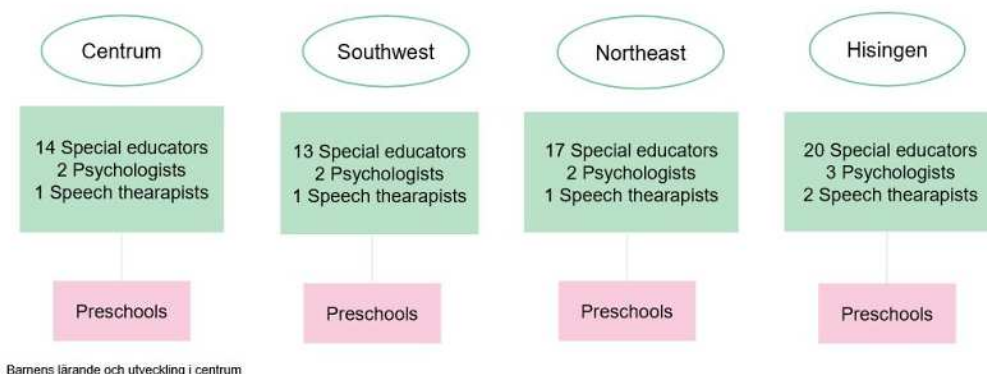 Centrum
Southwest
Northeast
Hisingen
14 Special educators
2 Psychologists
1 Speech thearapists
13 Special educators
2 Psychologists
1 Speech thearapists
17 Special educators
2 Psychologists
1 Speech thearapists
20 Special educators
3 Psychologists
2 Speech thearapists
Preschools
Preschools
Preschools
Preschools
Barnens lärande och utveckling i centrum